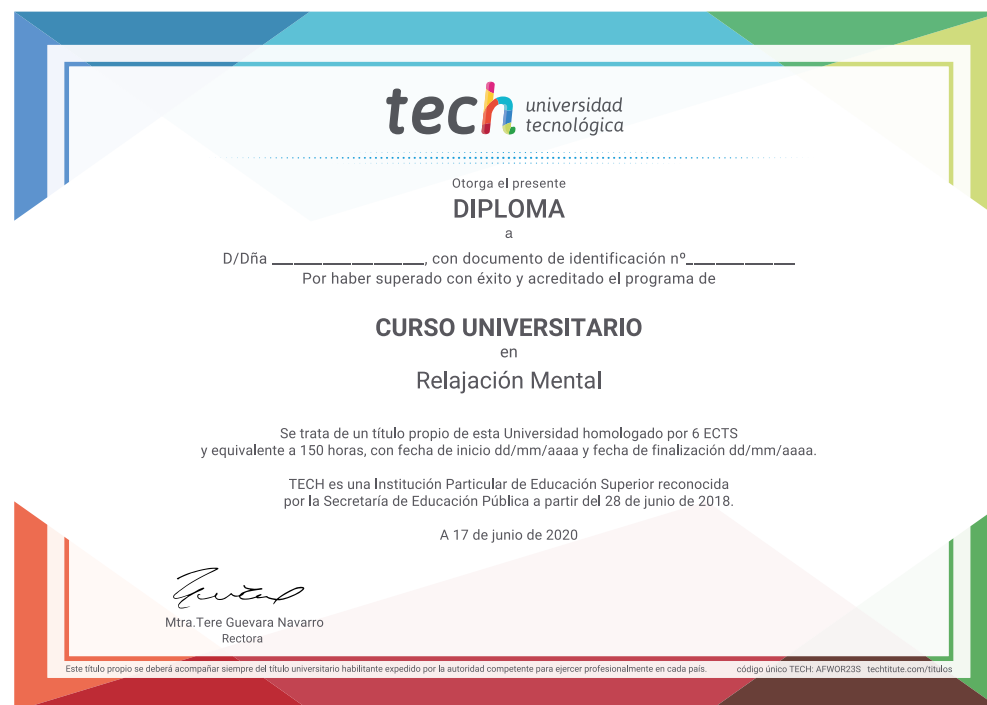 tech universidad
tecnológica
Otorga el presente
DIPLOMA
a
D/Dña ____________________, con documento de identificación nº______________
Por haber superado con éxito y acreditado el programa de
CURSO UNIVERSITARIO
en
Relajación Mental
Se trata de un título propio de esta Universidad homologado por 6 ECTS
y equivalente a 150 horas, con fecha de inicio dd/mm/aaaa y fecha de finalización dd/mm/aaaa.
TECH es una Institución Particular de Educación Superior reconocida
por la Secretaría de Educación Pública a partir del 28 de junio de 2018.
A 17 de junio de 2020
Mtra.Tere Guevara Navarro
Rectora
Este título propio se deberá acompañar siempre del título universitario habilitante expedido por la autoridad competente para ejercer profesionalmente en cada país. código único TECH: AFWOR23S techtitute.com/titulos